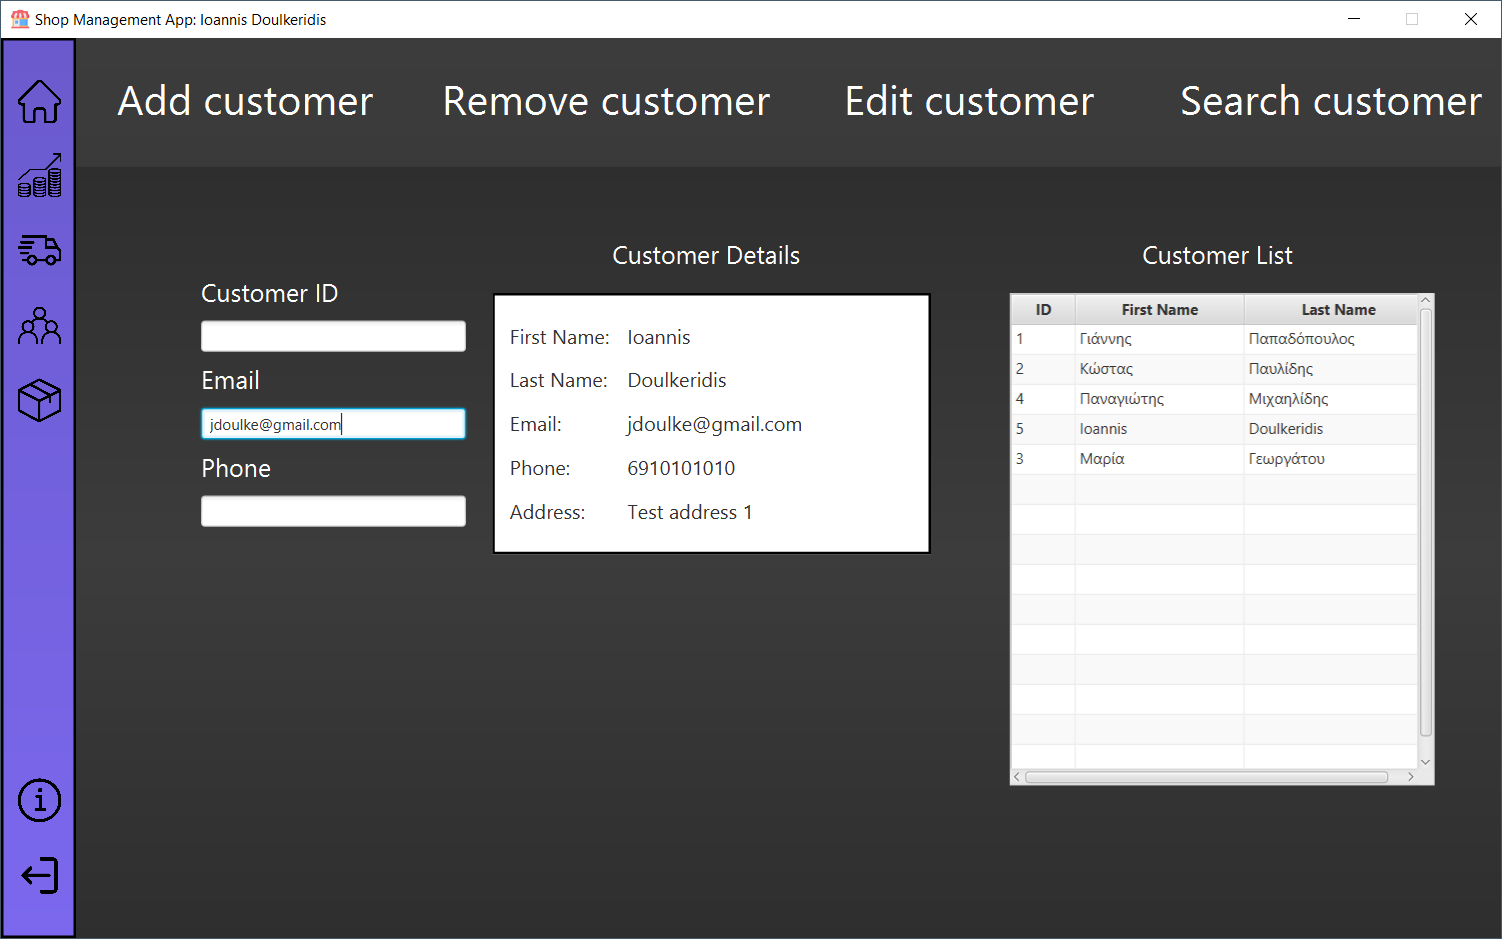 Shop Management App: Ioannis Doulkeridis
Add customer
Remove customer
Edit customer
Search customer
Customer ID
Email
jdoulke@gmail.com
Phone
Customer Details
First Name: Ioannis
Last Name: Doulkeridis
Email: jdoulke@gmail.com
Phone: 6910101010
Address: Test address 1
Customer List
ID First Name Last Name
1 Γιάννης Παπαδόπουλος
2 Κώστας Παυλίδης
4 Παναγιώτης Μιχαηλίδης
5 Ioannis Doulkeridis
3 Μαρία Γεωργάτου